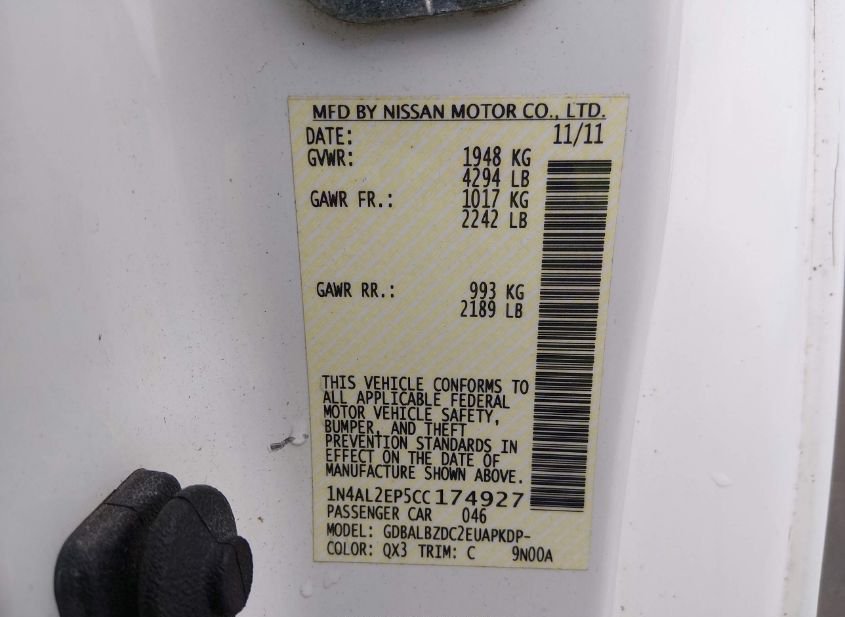 MFD BY NISSAN MOTOR CO., LTD.
DATE: 11/11
GVWR: 1948 KG
4294 LB
GAWR FR.: 1017 KG
2242 LB
GAWR RR.: 993 KG
2189 LB
THIS VEHICLE CONFORMS TO
ALL APPLICABLE FEDERAL
MOTOR VEHICLE SAFETY,
BUMPER, AND THEFT
PREVENTION STANDARDS IN
EFFECT ON THE DATE OF
MANUFACTURE SHOWN ABOVE.
1N4AL2EP5CC174927
PASSENGER CAR 046
MODEL: GDBALBZDC2EUAPKDP-
COLOR: QX3 TRIM: C 9N00A